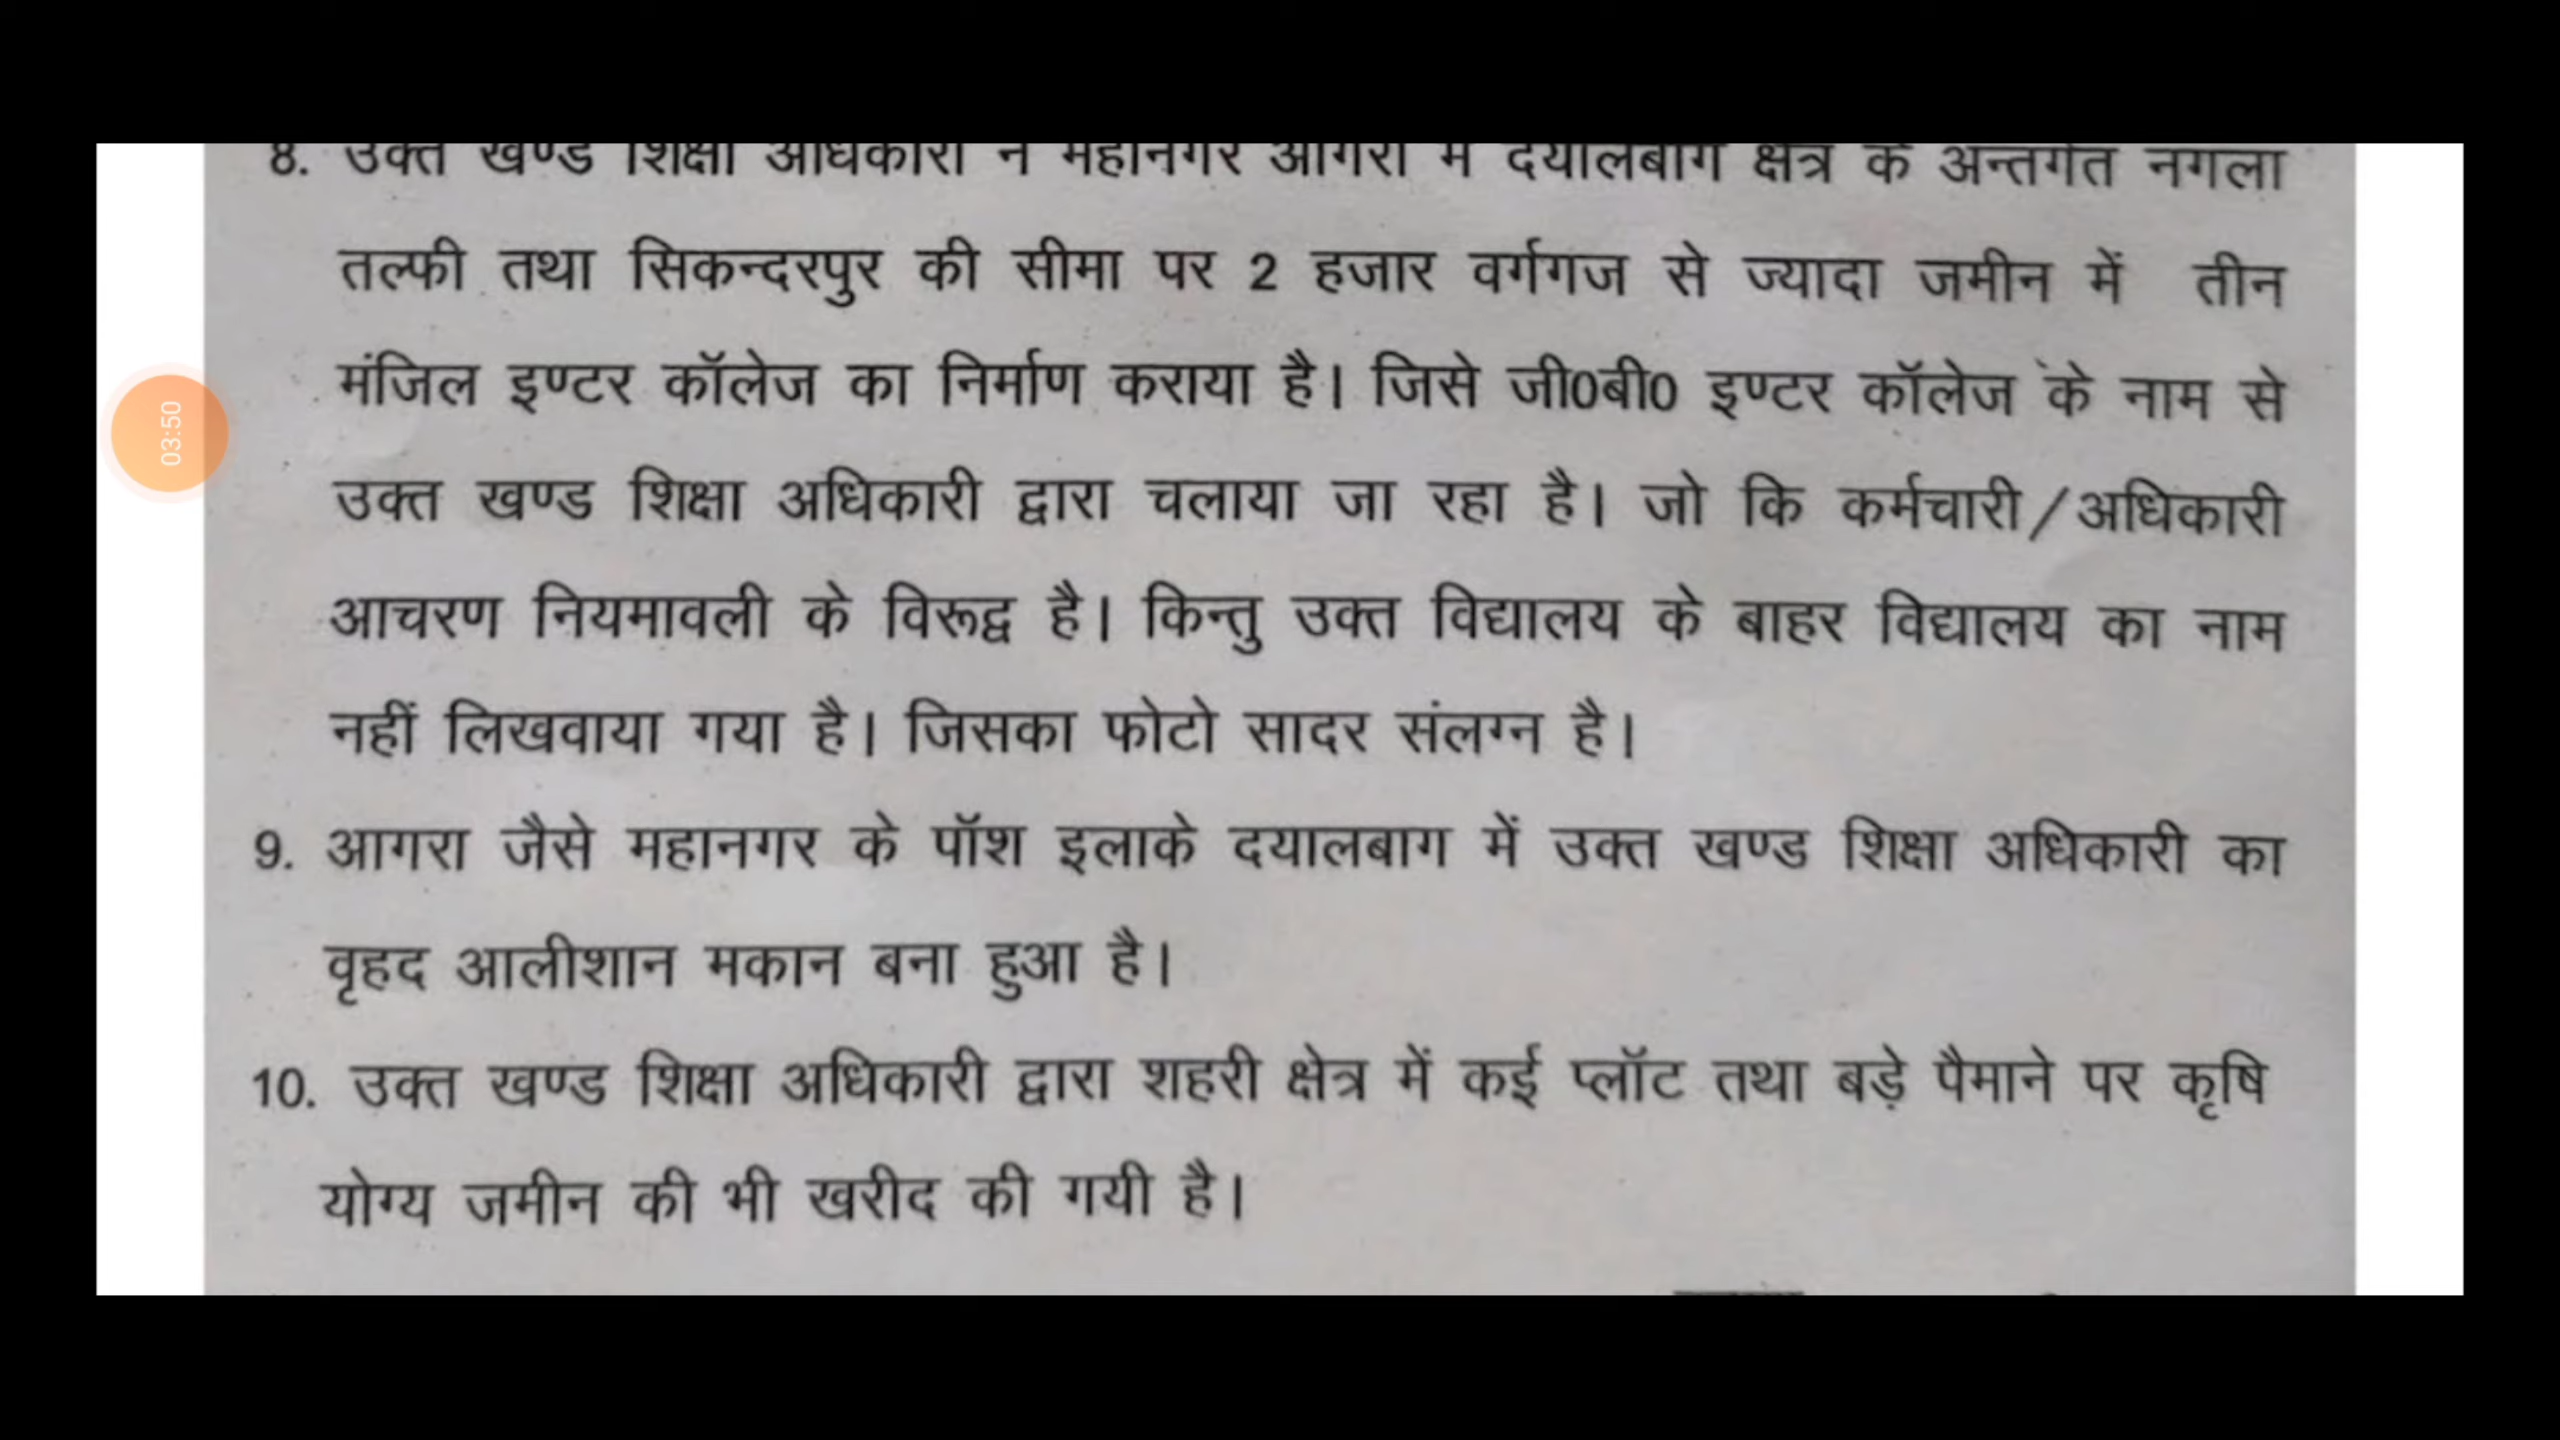 8. उक्त खण्ड शिक्षा अधिकारी ने महानगर आगरा में दयालबाग क्षेत्र के अन्तर्गत नगला
तल्फी तथा सिकन्दरपुर की सीमा पर 2 हजार वर्गगज से ज्यादा जमीन में तीन
मंजिल इण्टर कॉलेज का निर्माण कराया है। जिसे जी0बी0 इण्टर कॉलेज के नाम से
उक्त खण्ड शिक्षा अधिकारी द्वारा चलाया जा रहा है। जो कि कर्मचारी/अधिकारी
आचरण नियमावली के विरूद्व है। किन्तु उक्त विद्यालय के बाहर विद्यालय का नाम
नहीं लिखवाया गया है। जिसका फोटो सादर संलग्न है।
9. आगरा जैसे महानगर के पॉश इलाके दयालबाग में उक्त खण्ड शिक्षा अधिकारी का
वृहद आलीशान मकान बना हुआ है।
10. उक्त खण्ड शिक्षा अधिकारी द्वारा शहरी क्षेत्र में कई प्लॉट तथा बड़े पैमाने पर कृषि
योग्य जमीन की भी खरीद की गयी है।
03:50